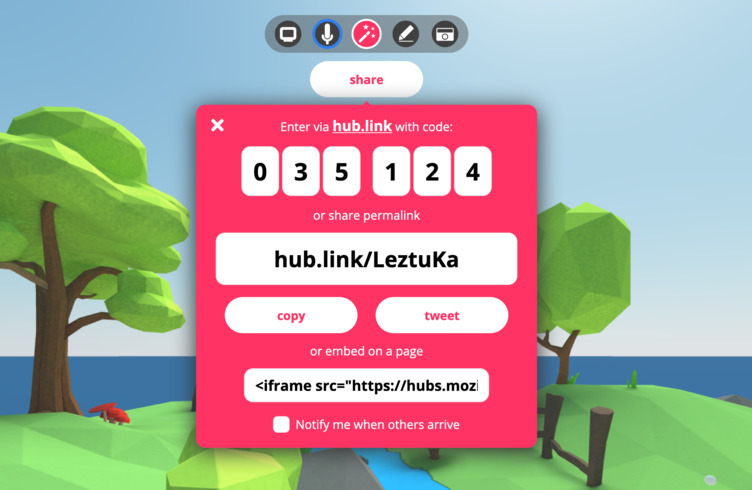 share
Enter via hub.link with code:
0 3 5 1 2 4
or share permalink
hub.link/LeztuKa
copy tweet
or embed on a page
<iframe src="https://hubs.mozi
Notify me when others arrive